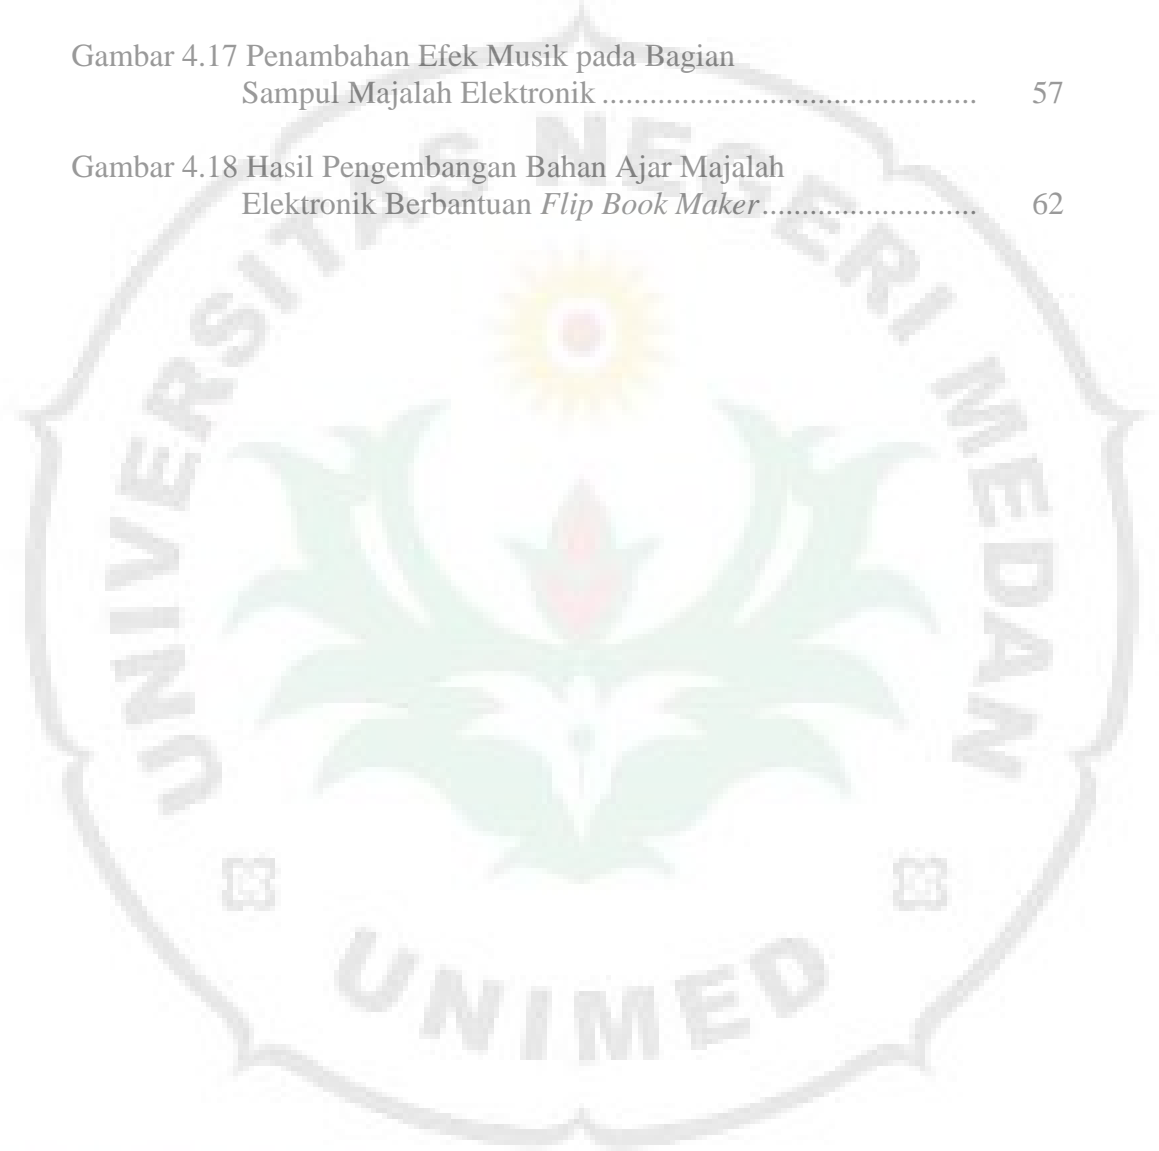 Gambar 4.17 Penambahan Efek Musik pada Bagian
Sampul Majalah Elektronik ............................................... 57
Gambar 4.18 Hasil Pengembangan Bahan Ajar Majalah
Elektronik Berbantuan Flip Book Maker ........................... 62
UNIVERSITAS NEGERI MEDAN
UNIMED